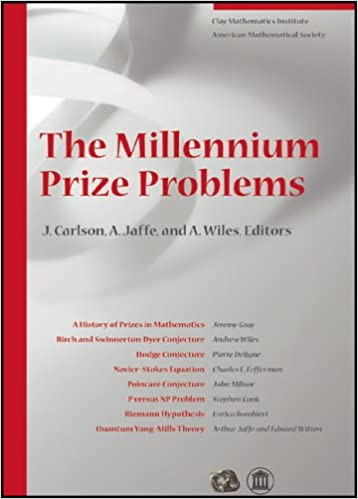 Clay Mathematics Institute
American Mathematical Society
The Millennium
Prize Problems
J. Carlson, A. Jaffe, and A. Wiles, Editors
A History of Prizes in Mathematics Jeremy Gray
Birch and Swinnerton-Dyer Conjecture Andrew Wiles
Hodge Conjecture Pierre Deligne
Navier-Stokes Equation Charles L. Fefferman
Poincaré Conjecture John Milnor
P versus NP Problem Stephen Cook
Riemann Hypothesis Enrico Bombieri
Quantum Yang-Mills Theory Arthur Jaffe and Edward Witten